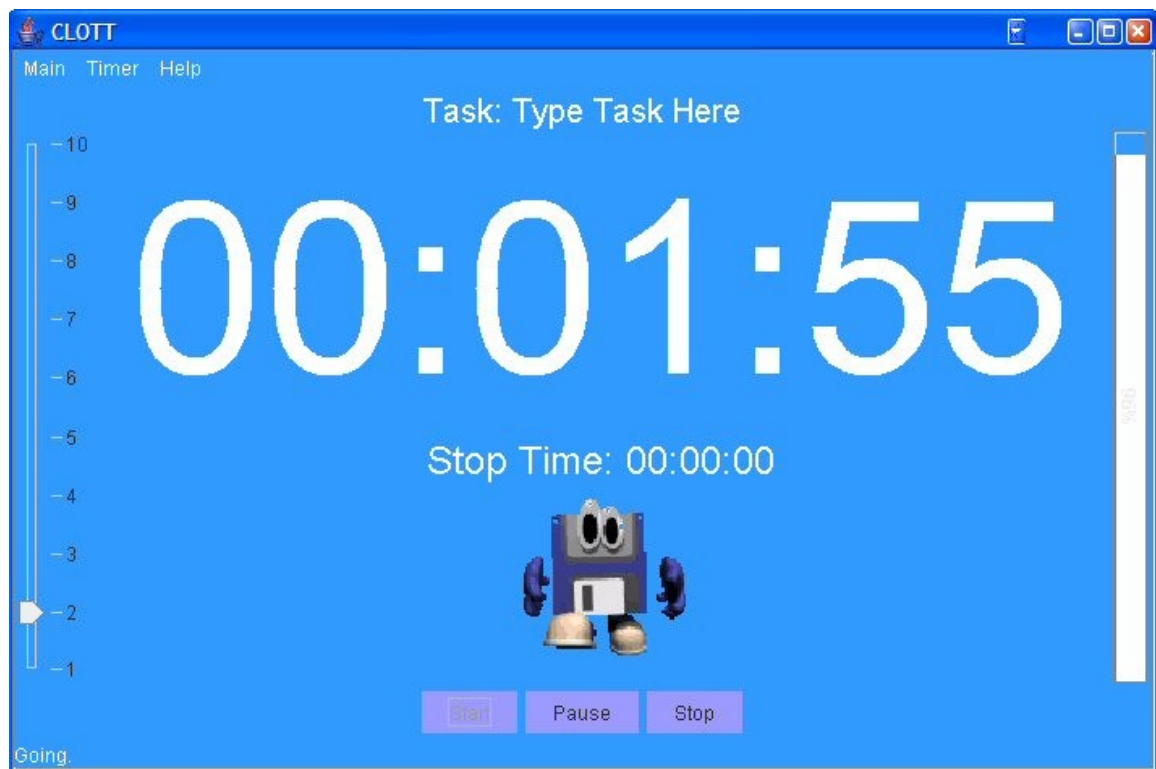 CLOTT
Main Timer Help
Task: Type Task Here
10
9
8
7
6
5
4
3
2
1
00:01:55
96%
Stop Time: 00:00:00
Start Pause Stop
Going.